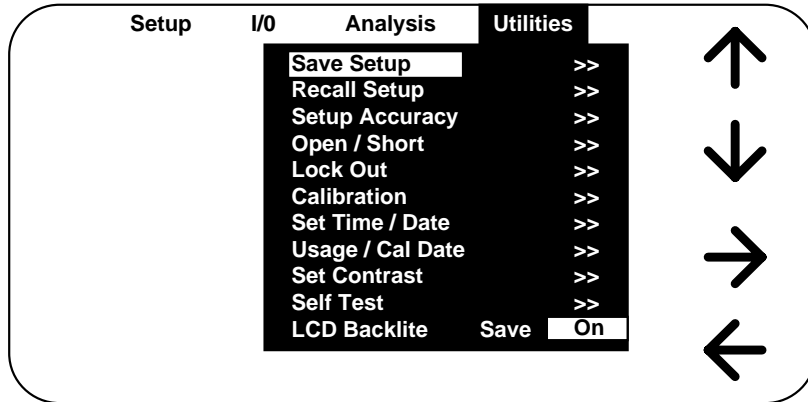 Setup I/0 Analysis Utilities
Save Setup >>
Recall Setup >>
Setup Accuracy >>
Open / Short >>
Lock Out >>
Calibration >>
Set Time / Date >>
Usage / Cal Date >>
Set Contrast >>
Self Test >>
LCD Backlite Save On